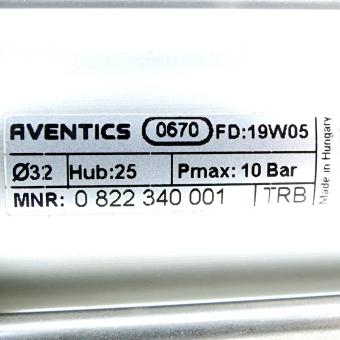 AVENTICS 0670 FD:19W05
Ø32 Hub:25 Pmax: 10 Bar
MNR: 0 822 340 001 TRB
Made in Hungary